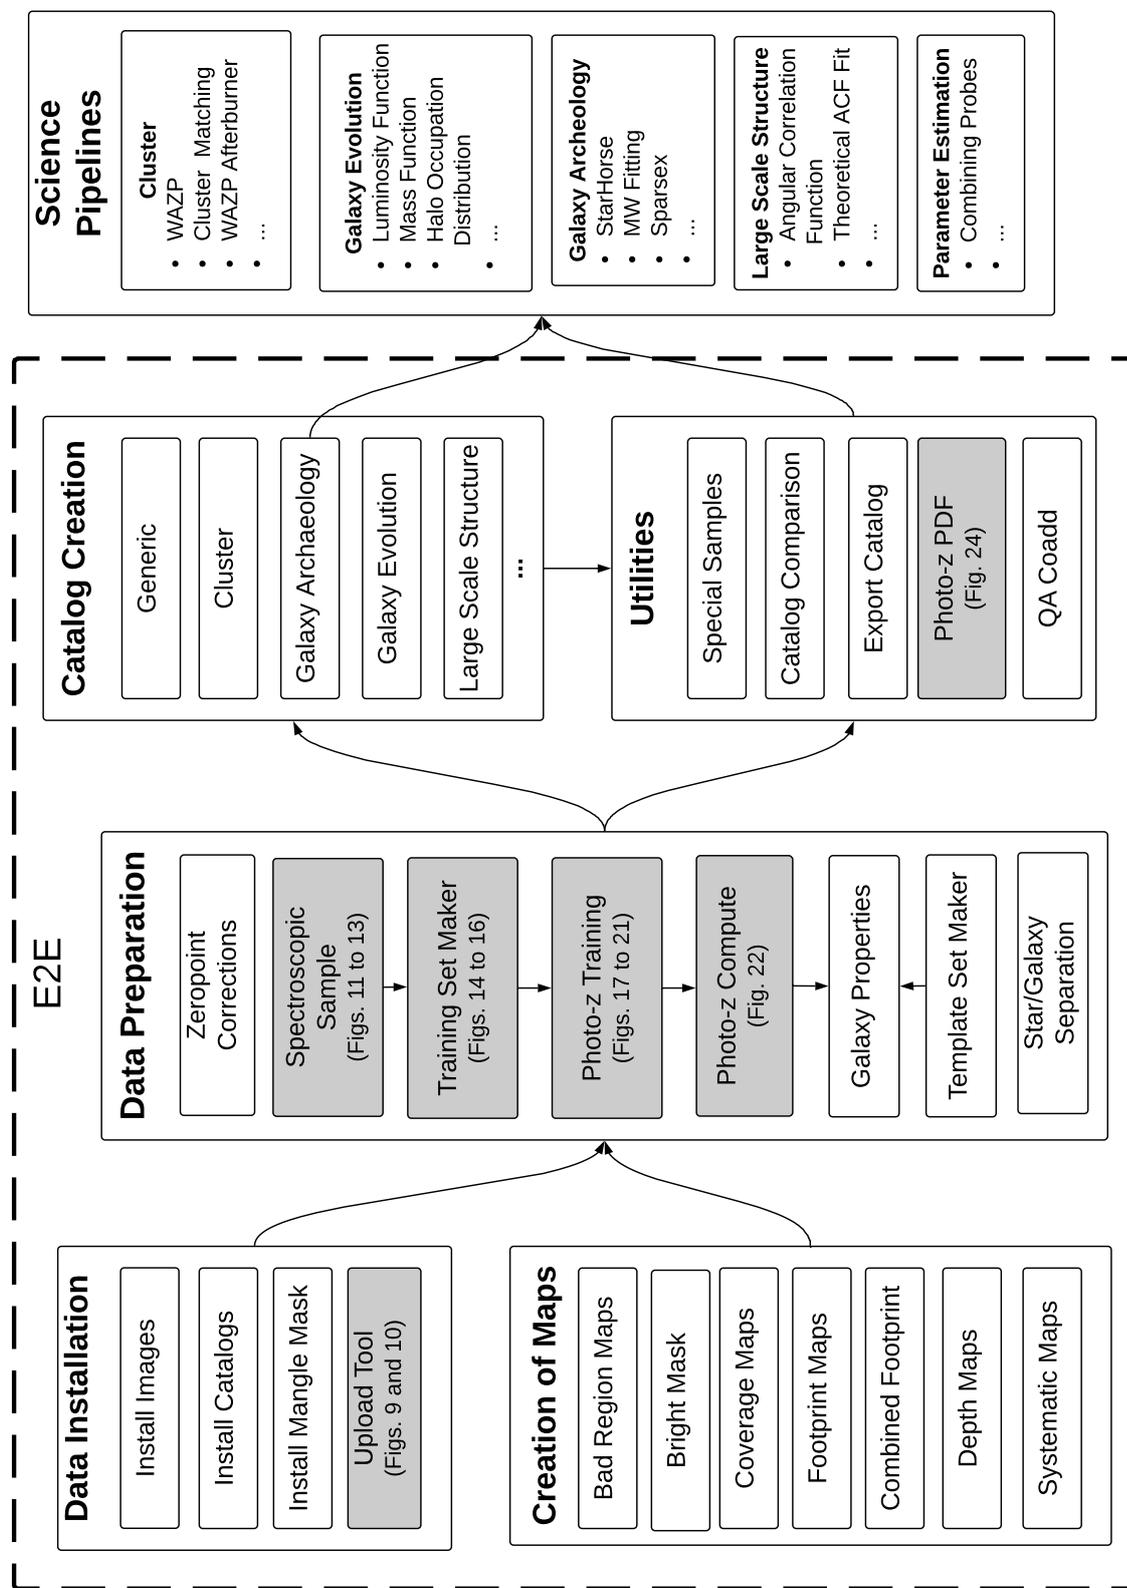 E2E
Data Installation
Install Images
Install Catalogs
Install Mangle Mask
Upload Tool
(Figs. 9 and 10)
Creation of Maps
Bad Region Maps
Bright Mask
Coverage Maps
Footprint Maps
Combined Footprint
Depth Maps
Systematic Maps
Data Preparation
Zeropoint
Corrections
Spectroscopic
Sample
(Figs. 11 to 13)
Training Set Maker
(Figs. 14 to 16)
Photo-z Training
(Figs. 17 to 21)
Photo-z Compute
(Fig. 22)
Galaxy Properties
Template Set Maker
Star/Galaxy
Separation
Catalog Creation
Generic
Cluster
Galaxy Archaeology
Galaxy Evolution
Large Scale Structure
...
Utilities
Special Samples
Catalog Comparison
Export Catalog
Photo-z PDF
(Fig. 24)
QA Coadd
Science
Pipelines
Cluster
• WAZP
• Cluster Matching
• WAZP Afterburner
• ...
Galaxy Evolution
• Luminosity Function
• Mass Function
• Halo Occupation
Distribution
• ...
Galaxy Archeology
• StarHorse
• MW Fitting
• Sparsex
• ...
Large Scale Structure
• Angular Correlation
Function
• Theoretical ACF Fit
• ...
Parameter Estimation
• Combining Probes
• ...